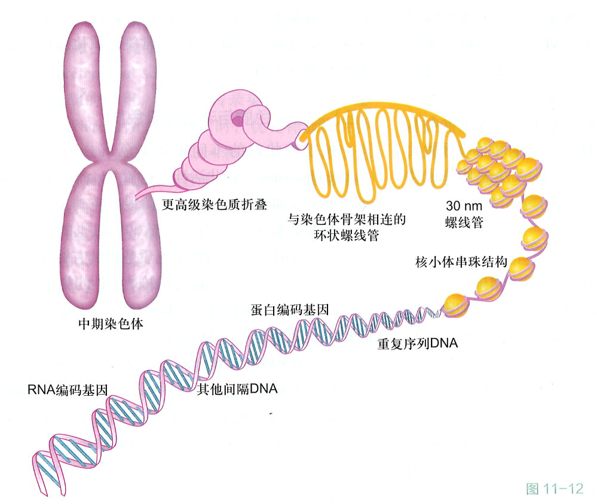 更高级染色质折叠
与染色体骨架相连的
环状螺线管
30 nm
螺线管
核小体串珠结构
中期染色体
蛋白编码基因
重复序列DNA
RNA编码基因
其他间隔DNA
图 11-12